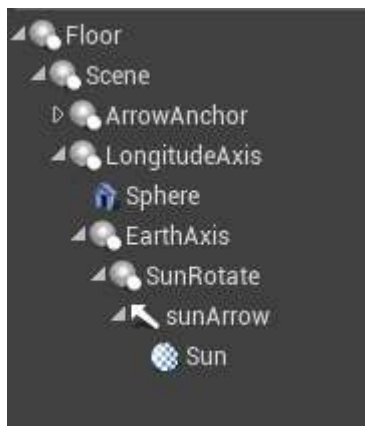 Floor
Scene
ArrowAnchor
LongitudeAxis
Sphere
EarthAxis
SunRotate
sunArrow
Sun